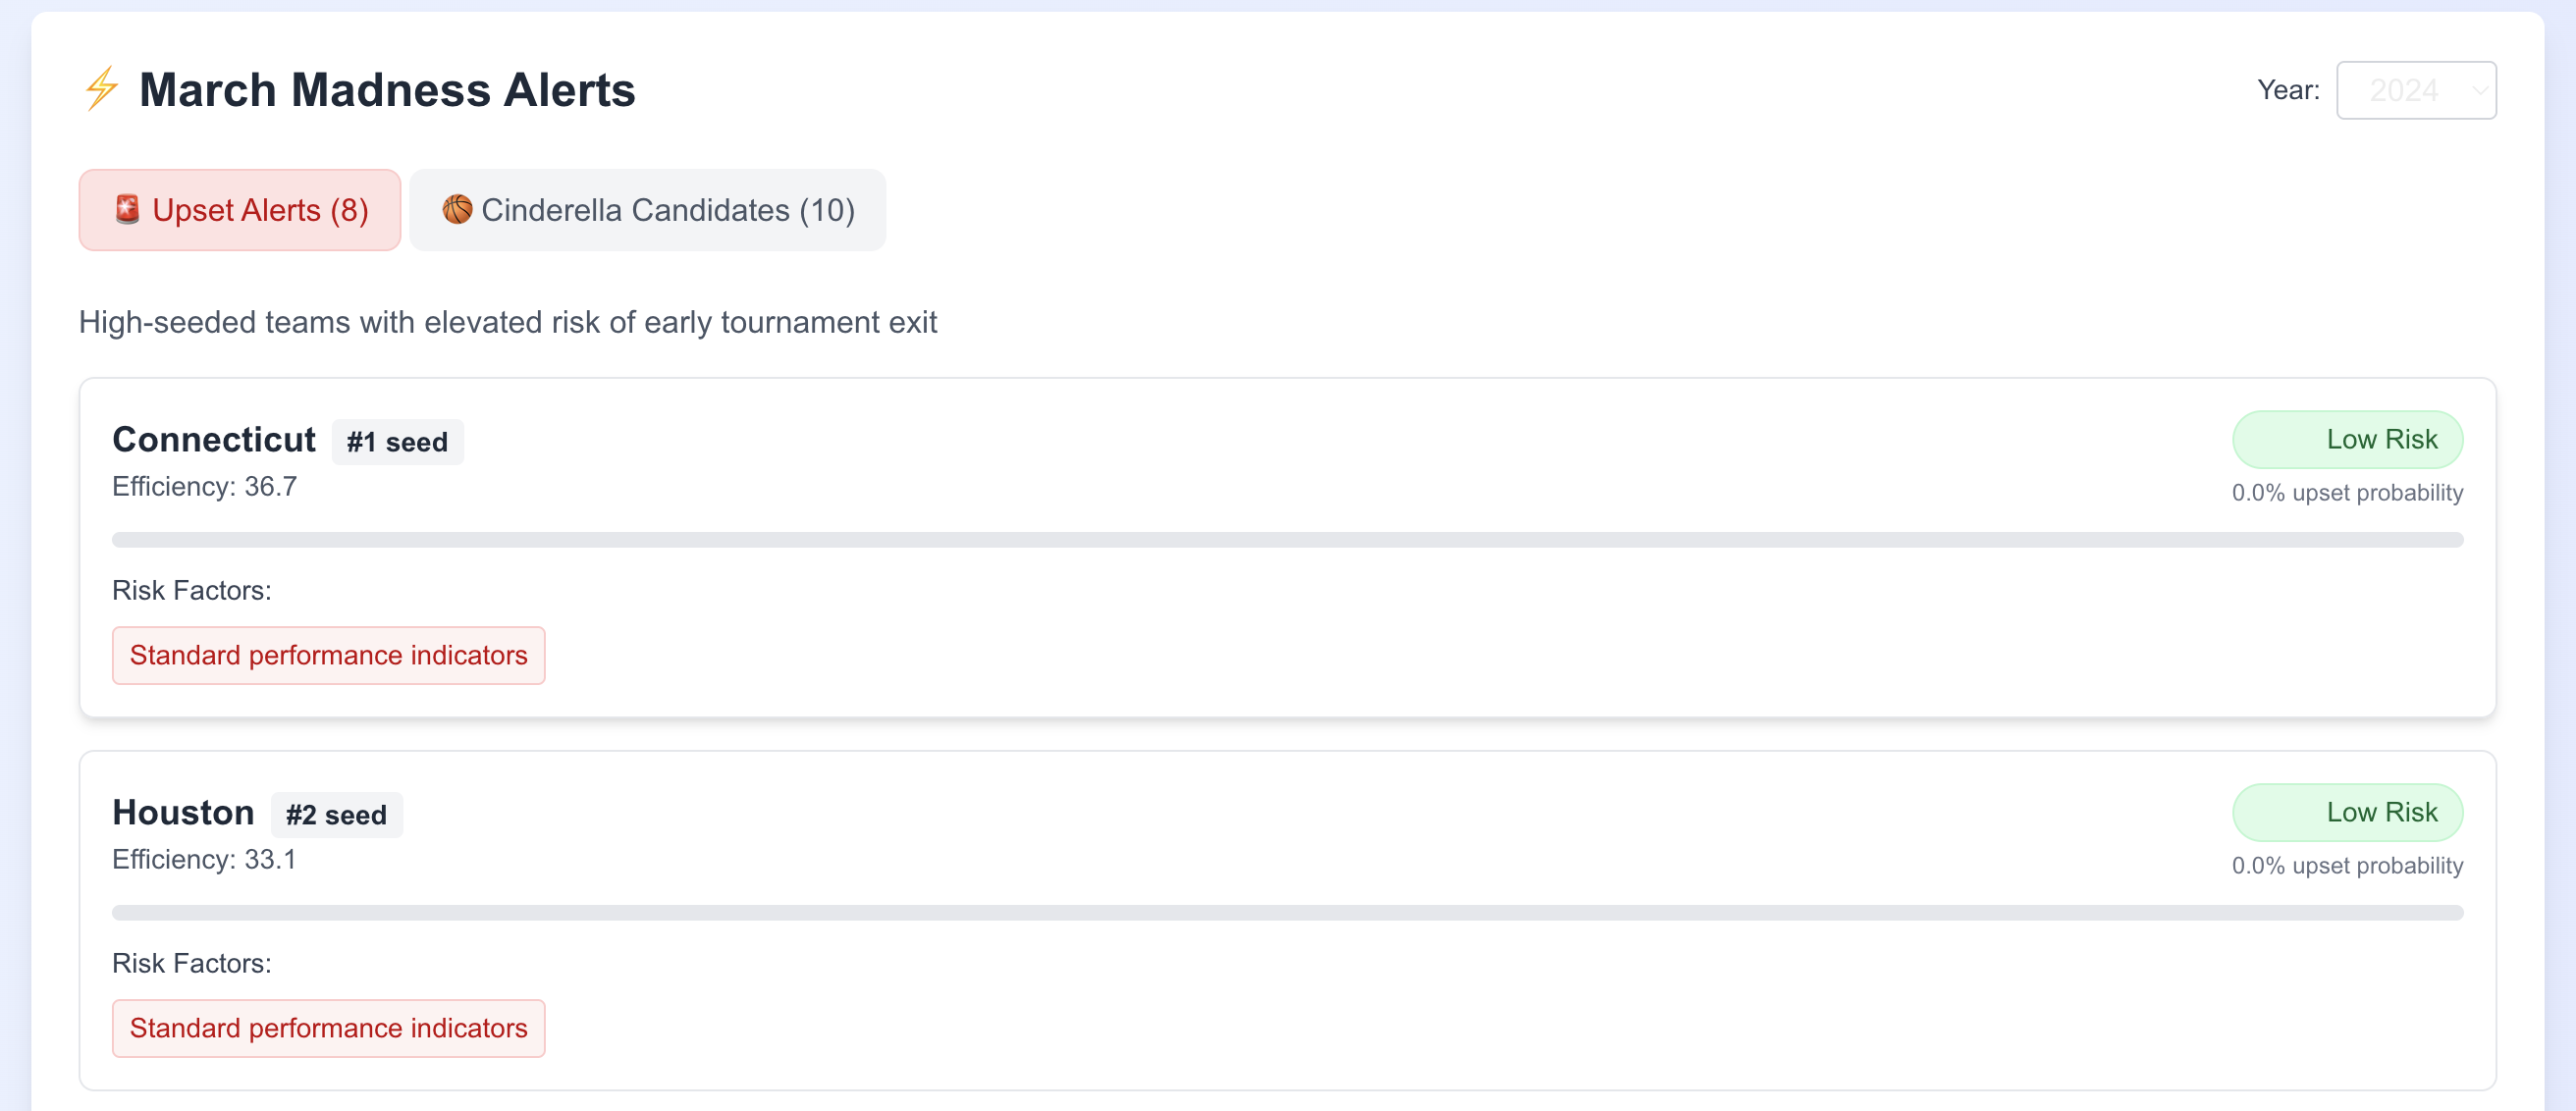 ⚡ March Madness Alerts
Year: 2024
🚨 Upset Alerts (8)
🏀 Cinderella Candidates (10)
High-seeded teams with elevated risk of early tournament exit
Connecticut #1 seed
Low Risk
Efficiency: 36.7
0.0% upset probability
Risk Factors:
Standard performance indicators
Houston #2 seed
Low Risk
Efficiency: 33.1
0.0% upset probability
Risk Factors:
Standard performance indicators